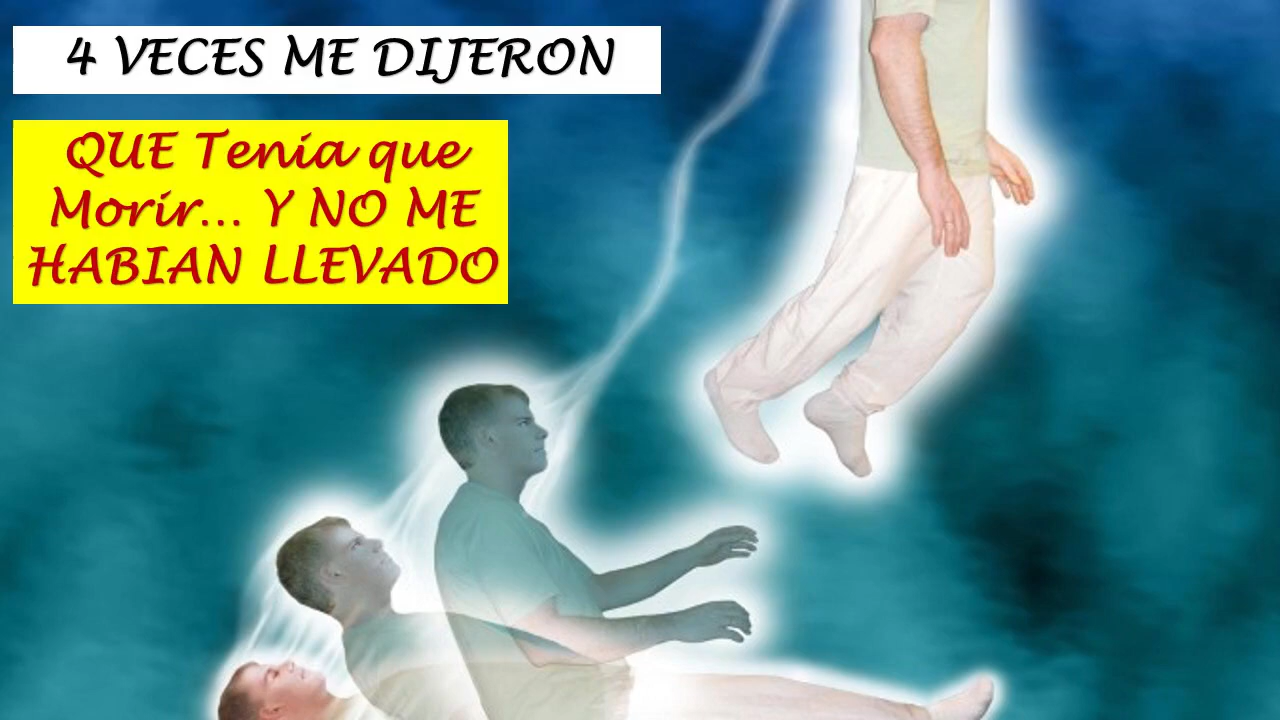 4 VECES ME DIJERON
QUE Tenia que
Morir... Y NO ME
HABIAN LLEVADO